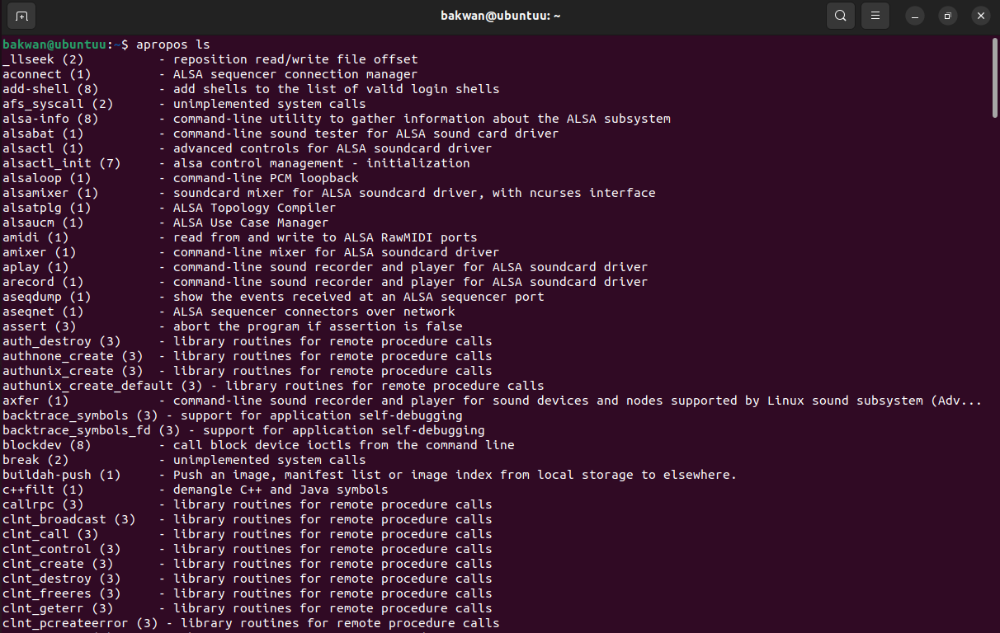 bakwan@ubuntuu: ~
bakwan@ubuntuu:~$ apropos ls
_llseek (2)          - reposition read/write file offset
aconnect (1)         - ALSA sequencer connection manager
add-shell (8)        - add shells to the list of valid login shells
afs_syscall (2)      - unimplemented system calls
alsa-info (8)        - command-line utility to gather information about the ALSA subsystem
alsabat (1)          - command-line sound tester for ALSA sound card driver
alsactl (1)          - advanced controls for ALSA soundcard driver
alsactl_init (7)     - alsa control management - initialization
alsaloop (1)         - command-line PCM loopback
alsamixer (1)        - soundcard mixer for ALSA soundcard driver, with ncurses interface
alsatplg (1)         - ALSA Topology Compiler
alsaucm (1)          - ALSA Use Case Manager
amidi (1)            - read from and write to ALSA RawMIDI ports
amixer (1)           - command-line mixer for ALSA soundcard driver
aplay (1)            - command-line sound recorder and player for ALSA soundcard driver
arecord (1)          - command-line sound recorder and player for ALSA soundcard driver
aseqdump (1)         - show the events received at an ALSA sequencer port
aseqnet (1)          - ALSA sequencer connectors over network
assert (3)           - abort the program if assertion is false
auth_destroy (3)     - library routines for remote procedure calls
authnone_create (3)  - library routines for remote procedure calls
authunix_create (3)  - library routines for remote procedure calls
authunix_create_default (3) - library routines for remote procedure calls
axfer (1)            - command-line sound recorder and player for sound devices and nodes supported by Linux sound subsystem (Adv...
backtrace_symbols (3) - support for application self-debugging
backtrace_symbols_fd (3) - support for application self-debugging
blockdev (8)         - call block device ioctls from the command line
break (2)            - unimplemented system calls
buildah-push (1)     - Push an image, manifest list or image index from local storage to elsewhere.
c++filt (1)          - demangle C++ and Java symbols
callrpc (3)          - library routines for remote procedure calls
clnt_broadcast (3)   - library routines for remote procedure calls
clnt_call (3)        - library routines for remote procedure calls
clnt_control (3)     - library routines for remote procedure calls
clnt_create (3)      - library routines for remote procedure calls
clnt_destroy (3)     - library routines for remote procedure calls
clnt_freeres (3)     - library routines for remote procedure calls
clnt_geterr (3)      - library routines for remote procedure calls
clnt_pcreateerror (3) - library routines for remote procedure calls